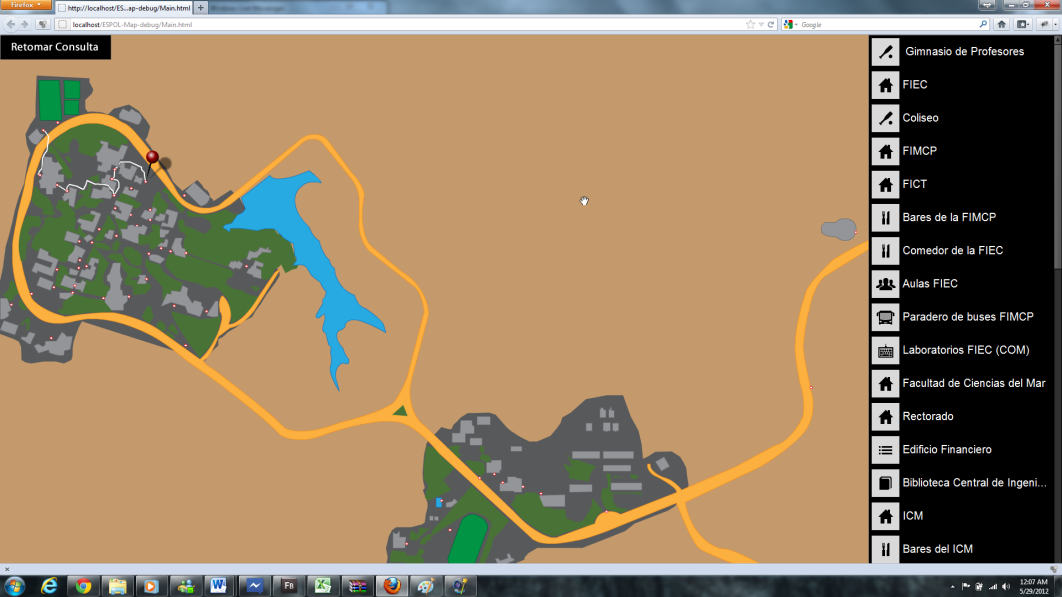 Firefox
http://localhost/ES...ap-debug/Main.html
localhost/ESPOL-Map-debug/Main.html
Google
Retomar Consulta
Gimnasio de Profesores
FIEC
Coliseo
FIMCP
FICT
Bares de la FIMCP
Comedor de la FIEC
Aulas FIEC
Paradero de buses FIMCP
Laboratorios FIEC (COM)
Facultad de Ciencias del Mar
Rectorado
Edificio Financiero
Biblioteca Central de Ingeni...
ICM
Bares del ICM
12:07 AM
5/29/2012